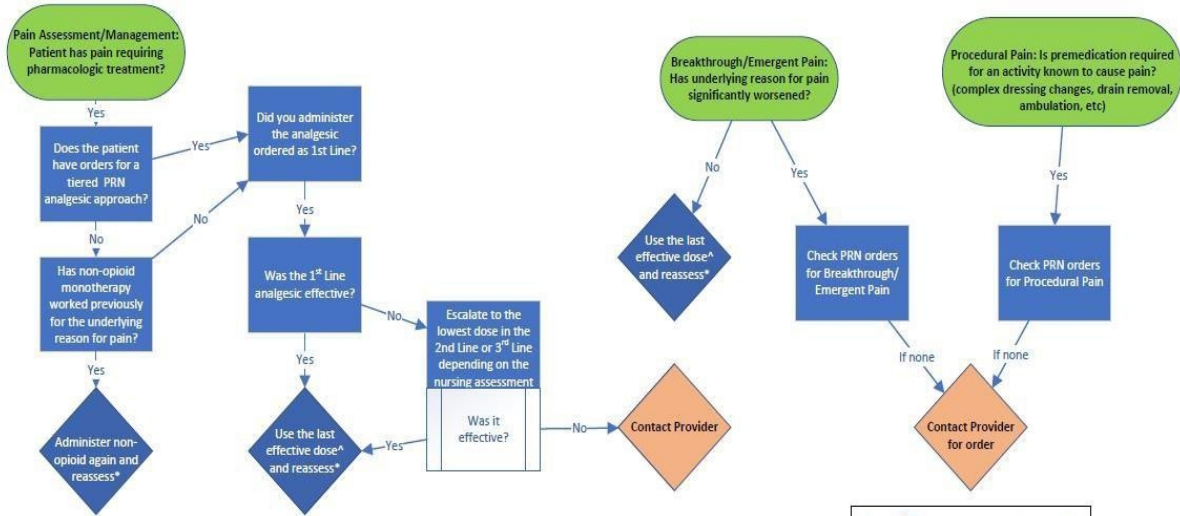 Pain Assessment/Management:
Patient has pain requiring
pharmacologic treatment?
Yes
Does the patient
have orders for a
tiered PRN
analgesic approach?
Yes
No
Has non-opioid
monotherapy
worked previously
for the underlying
reason for pain?
No
Yes
Administer non-
opioid again and
reassess*
Did you administer
the analgesic
ordered as 1st Line?
Yes
Was the 1st Line
analgesic effective?
No
Yes
Escalate to the
lowest dose in the
2nd Line or 3rd Line
depending on the
nursing assessment
Was it
effective?
Yes
No
Use the last
effective dose^
and reassess*
Contact Provider
Breakthrough/Emergent Pain:
Has underlying reason for pain
significantly worsened?
No
Yes
Use the last
effective dose^
and reassess*
Check PRN orders
for Breakthrough/
Emergent Pain
If none
Procedural Pain: Is premedication required
for an activity known to cause pain?
(complex dressing changes, drain removal,
ambulation, etc)
Yes
Check PRN orders
for Procedural Pain
If none
Contact Provider
for order